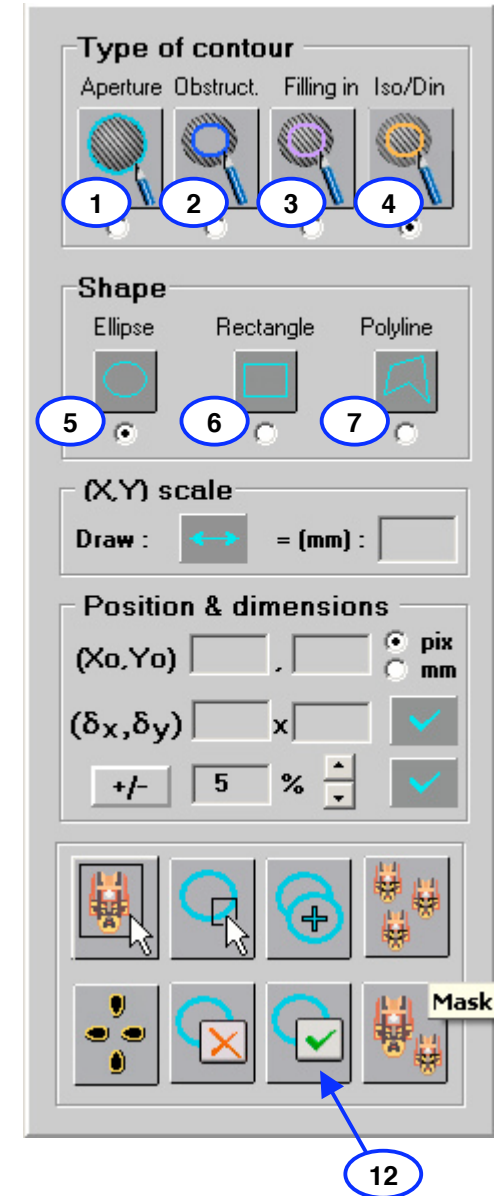 Type of contour
Aperture Obstruct. Filling in Iso/Din
1 2 3 4
Shape
Ellipse Rectangle Polyline
5 6 7
(X,Y) scale
Draw : = (mm) :
Position & dimensions
(Xo,Yo) , pix
mm
(δx,δy) x
+/- 5 %
Mask
12